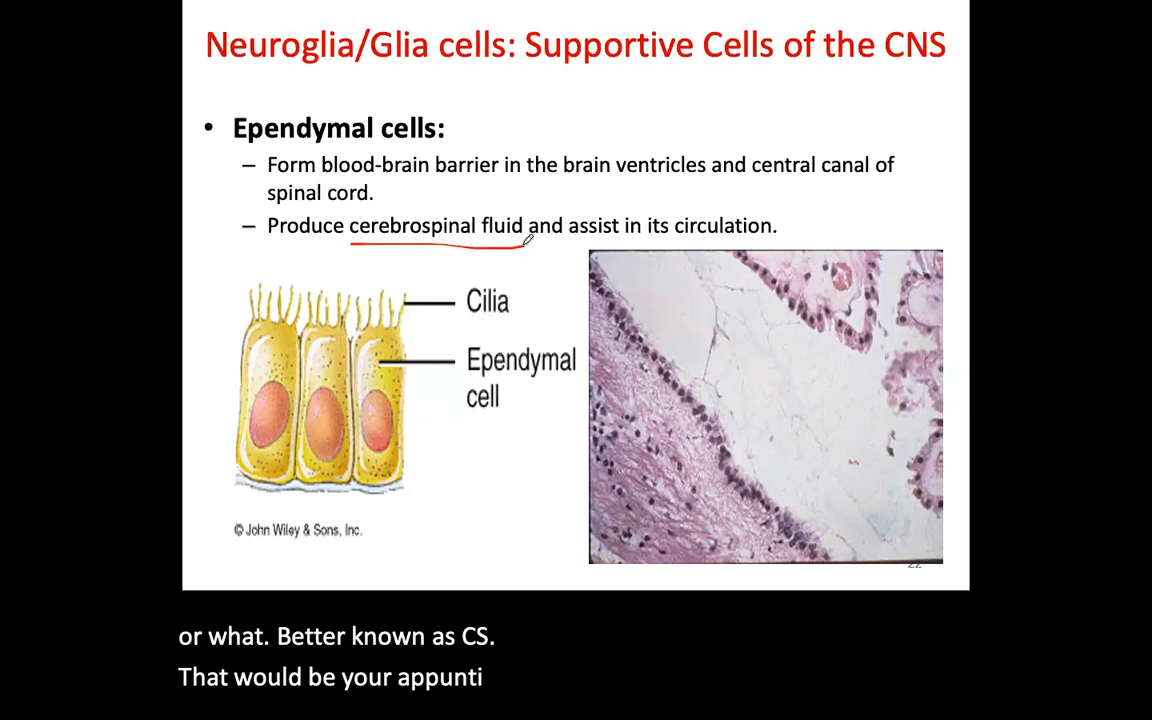 Neuroglia/Glia cells: Supportive Cells of the CNS
• Ependymal cells:
– Form blood-brain barrier in the brain ventricles and central canal of
spinal cord.
– Produce cerebrospinal fluid and assist in its circulation.
Cilia
Ependymal
cell
© John Wiley & Sons, Inc.
22
or what. Better known as CS.
That would be your appunti